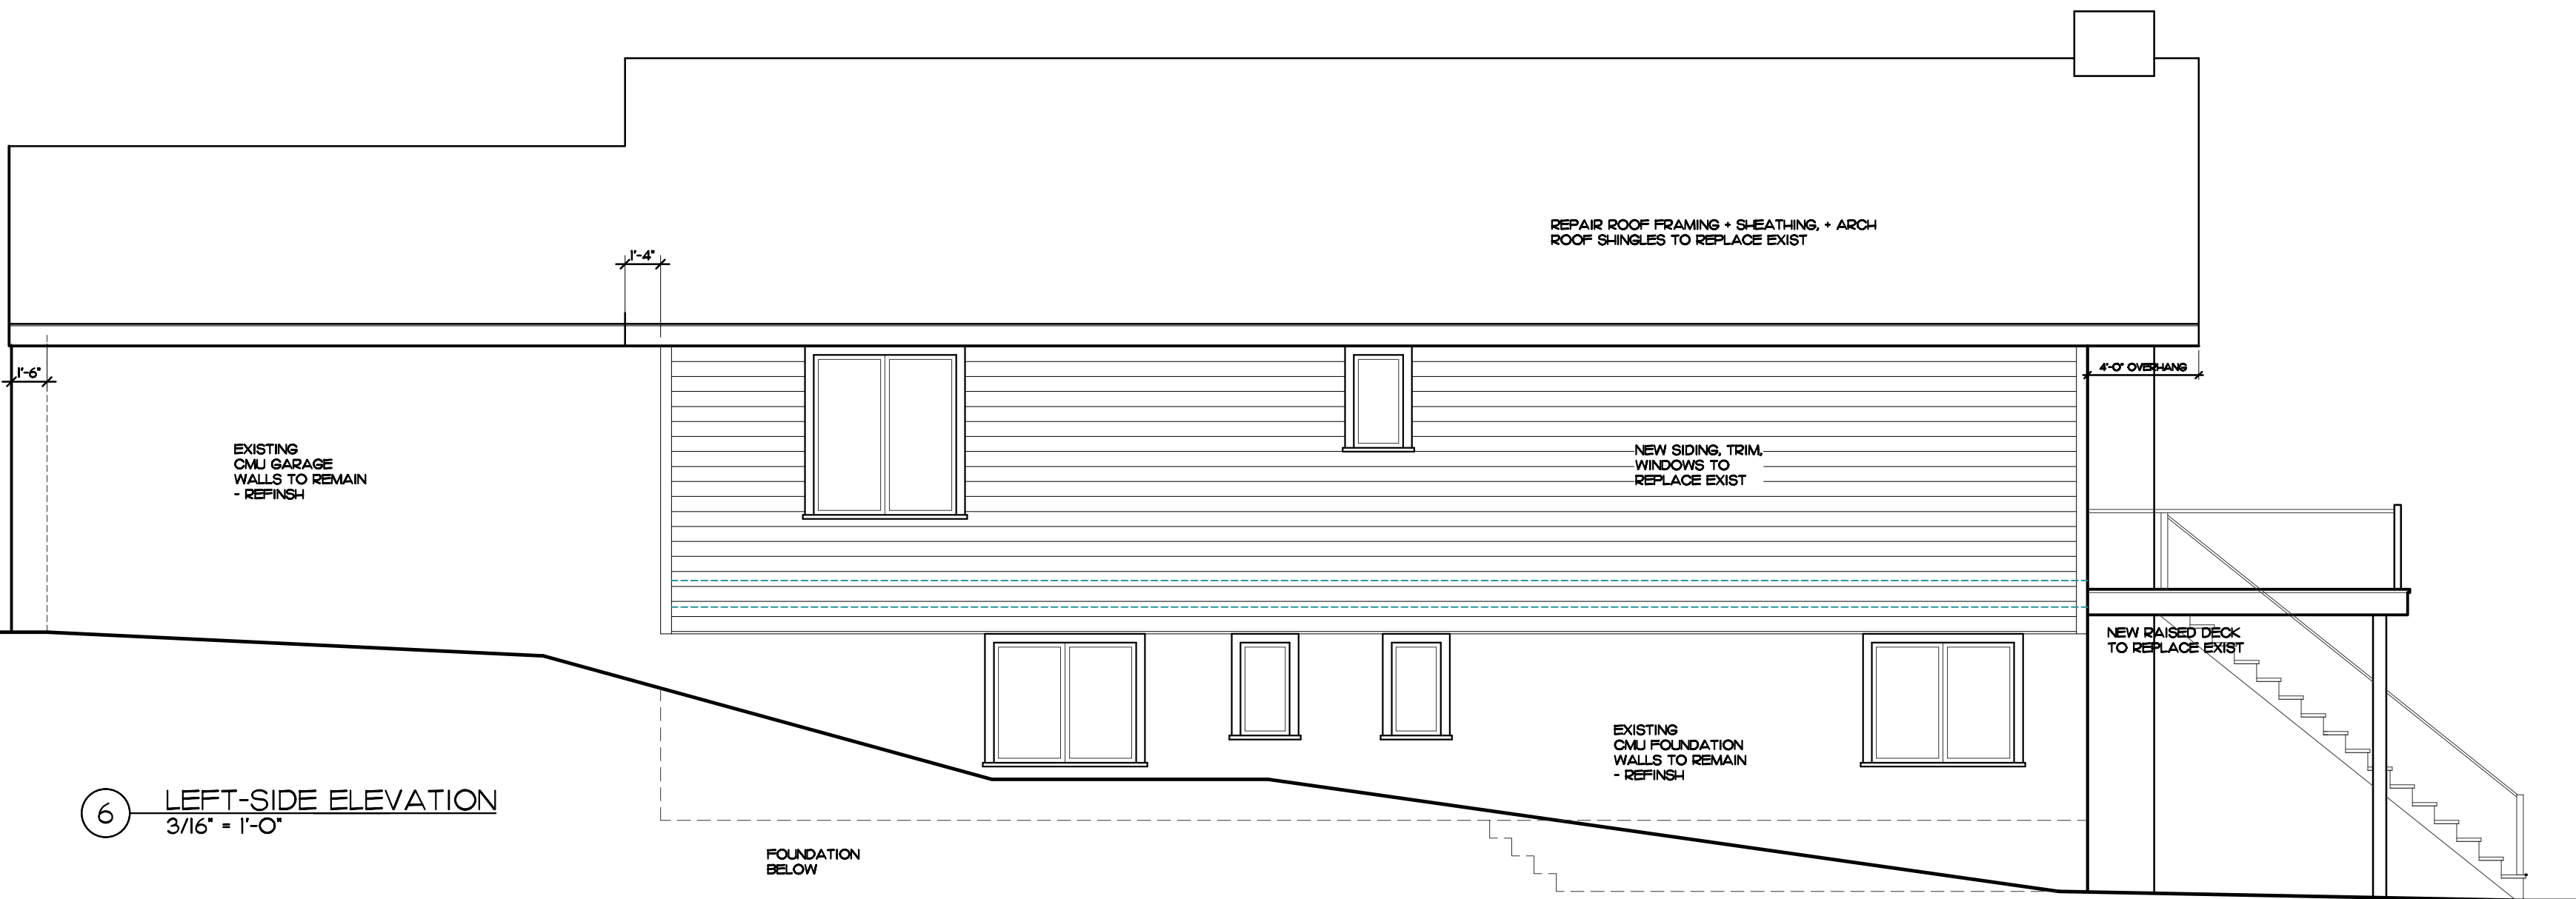 REPAIR ROOF FRAMING + SHEATHING, + ARCH
ROOF SHINGLES TO REPLACE EXIST
1'-4"
1'-6"
4'-0" OVERHANG
EXISTING
CMU GARAGE
WALLS TO REMAIN
- REFINSH
NEW SIDING, TRIM,
WINDOWS TO
REPLACE EXIST
NEW RAISED DECK
TO REPLACE EXIST
EXISTING
CMU FOUNDATION
WALLS TO REMAIN
- REFINSH
6
LEFT-SIDE ELEVATION
3/16" = 1'-0"
FOUNDATION
BELOW